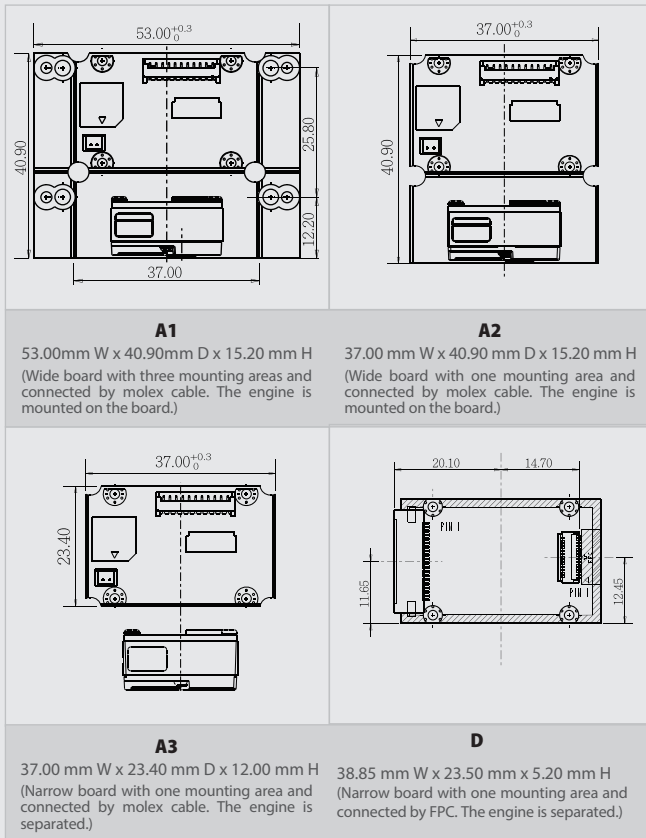 53.00+0.3 0
40.90
25.80
12.20
37.00
A1
53.00mm W x 40.90mm D x 15.20 mm H
(Wide board with three mounting areas and
connected by molex cable. The engine is
mounted on the board.)
37.00+0.3 0
40.90
A2
37.00 mm W x 40.90 mm D x 15.20 mm H
(Wide board with one mounting area and
connected by molex cable. The engine is
mounted on the board.)
37.00+0.3 0
23.40
A3
37.00 mm W x 23.40 mm D x 12.00 mm H
(Narrow board with one mounting area and
connected by molex cable. The engine is
separated.)
20.10
14.70
PIN 1
11.65
12.45
PIN 1
D
38.85 mm W x 23.50 mm x 5.20 mm H
(Narrow board with one mounting area and
connected by FPC. The engine is separated.)